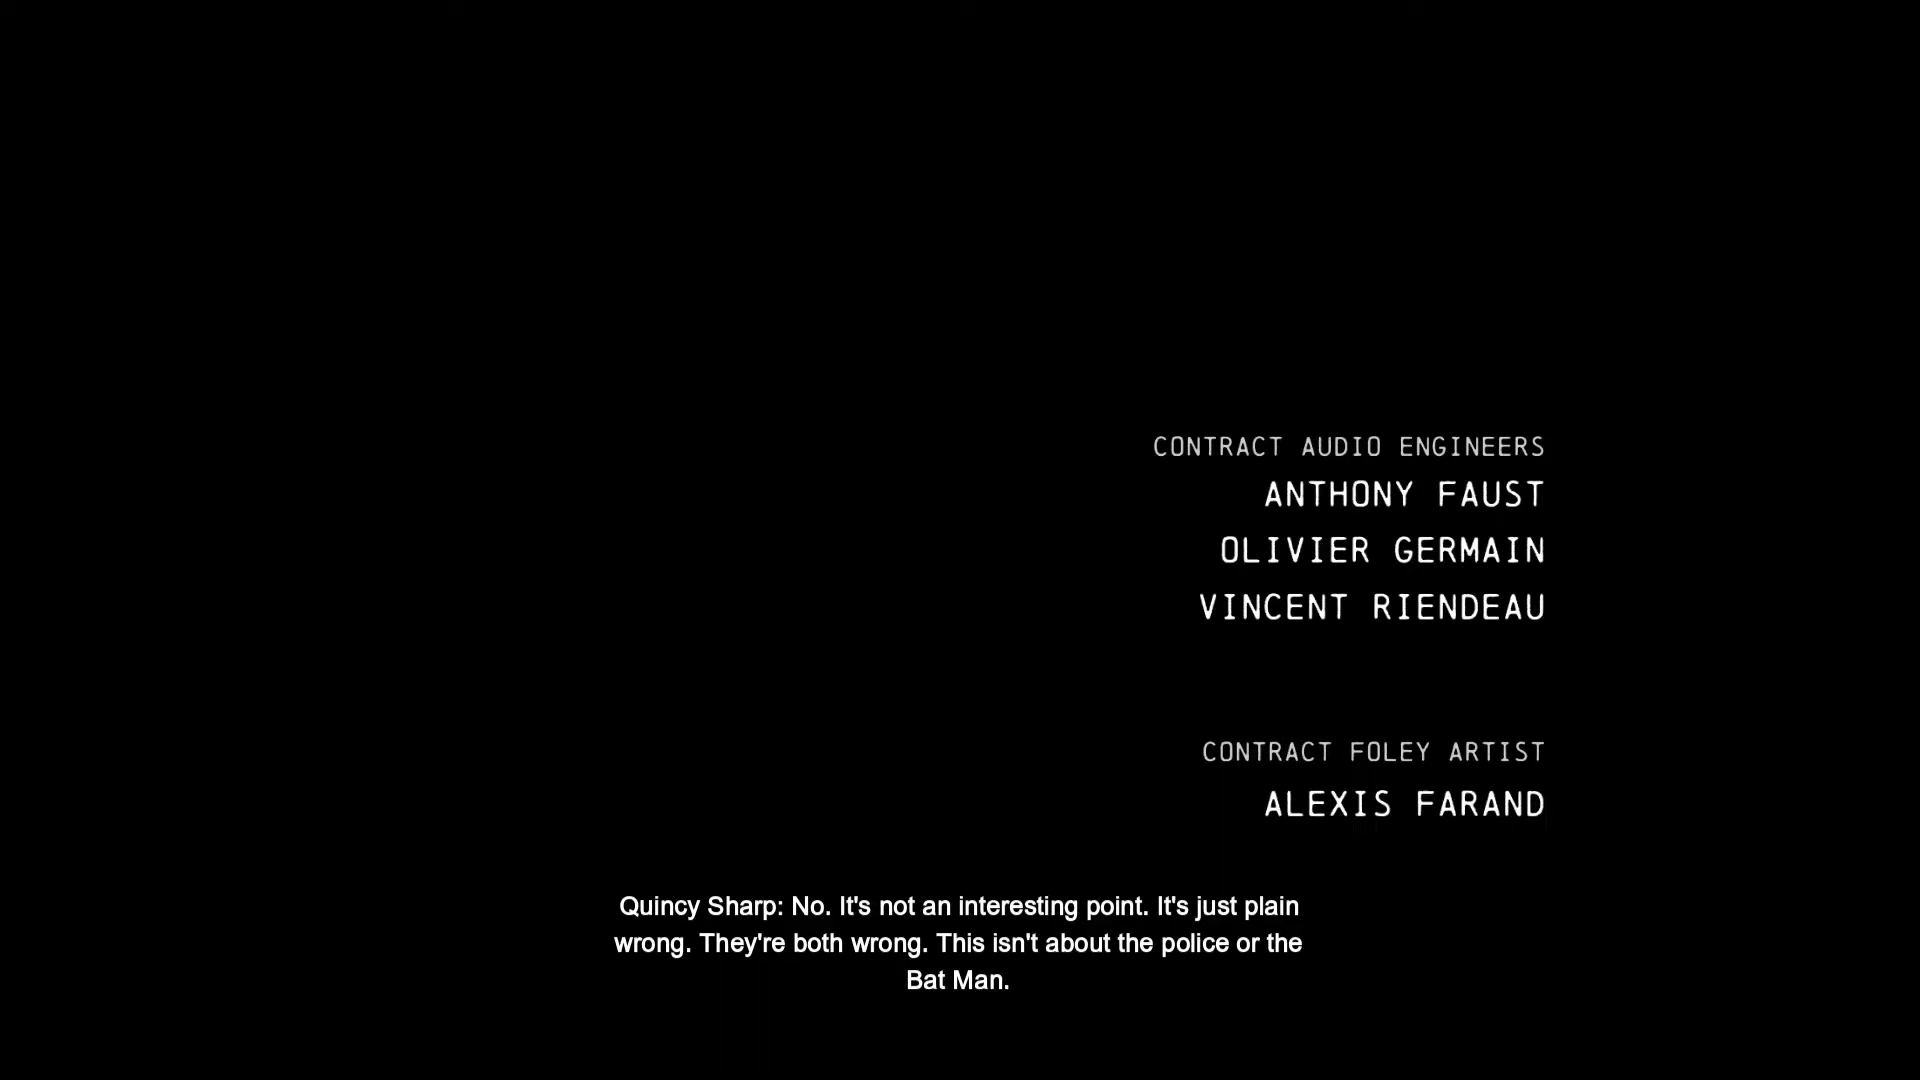 CONTRACT AUDIO ENGINEERS
ANTHONY FAUST
OLIVIER GERMAIN
VINCENT RIENDEAU
CONTRACT FOLEY ARTIST
ALEXIS FARAND
Quincy Sharp: No. It's not an interesting point. It's just plain
wrong. They're both wrong. This isn't about the police or the
Bat Man.